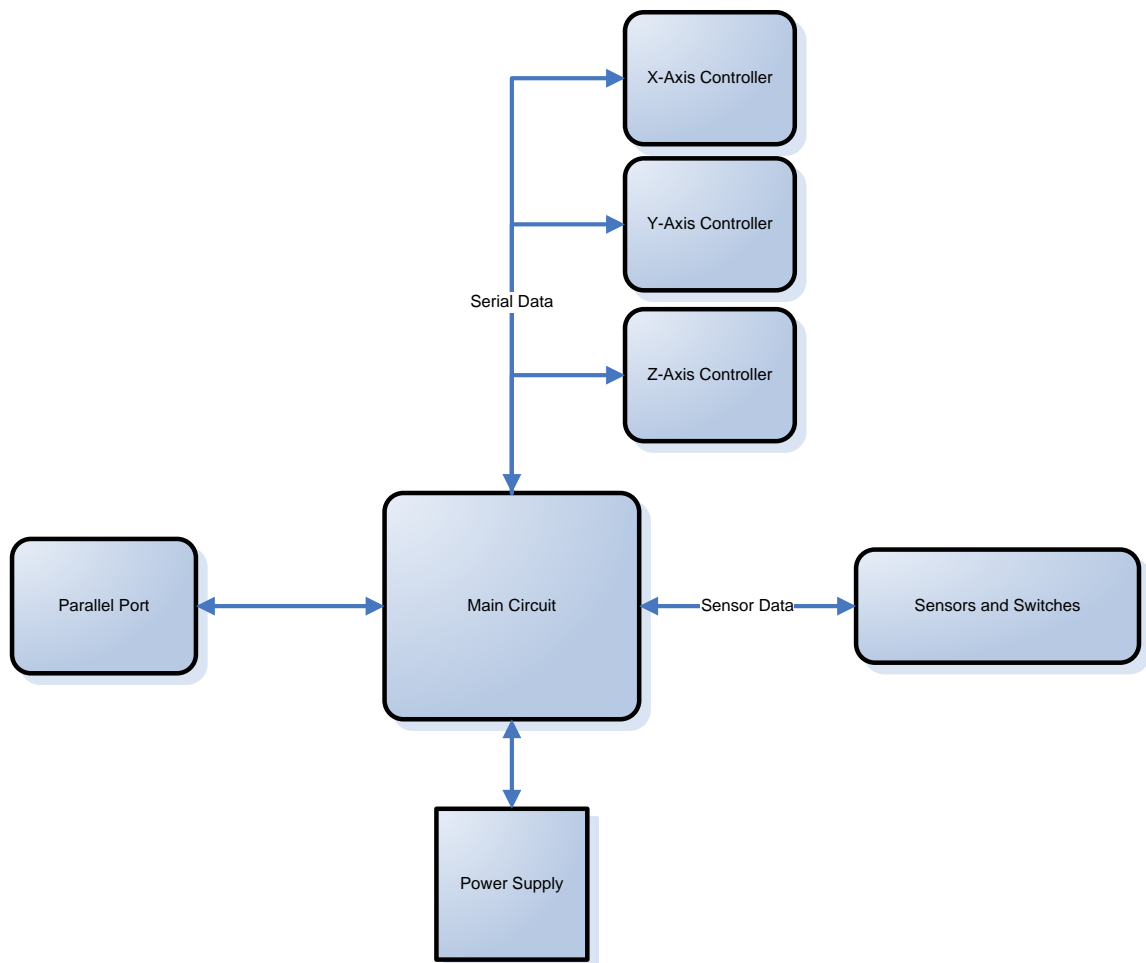 X-Axis Controller
Y-Axis Controller
Serial Data
Z-Axis Controller
Parallel Port
Main Circuit
Sensor Data
Sensors and Switches
Power Supply